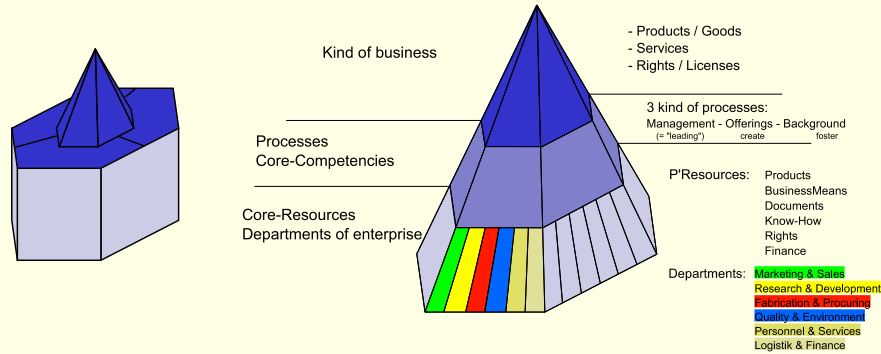 Kind of business
- Products / Goods
- Services
- Rights / Licenses
Processes
Core-Competencies
3 kind of processes:
Management - Offerings - Background
(= "leading") create foster
Core-Resources
Departments of enterprise
P'Resources:
Products
BusinessMeans
Documents
Know-How
Rights
Finance
Departments:
Marketing & Sales
Research & Development
Fabrication & Procuring
Quality & Environment
Personnel & Services
Logistik & Finance